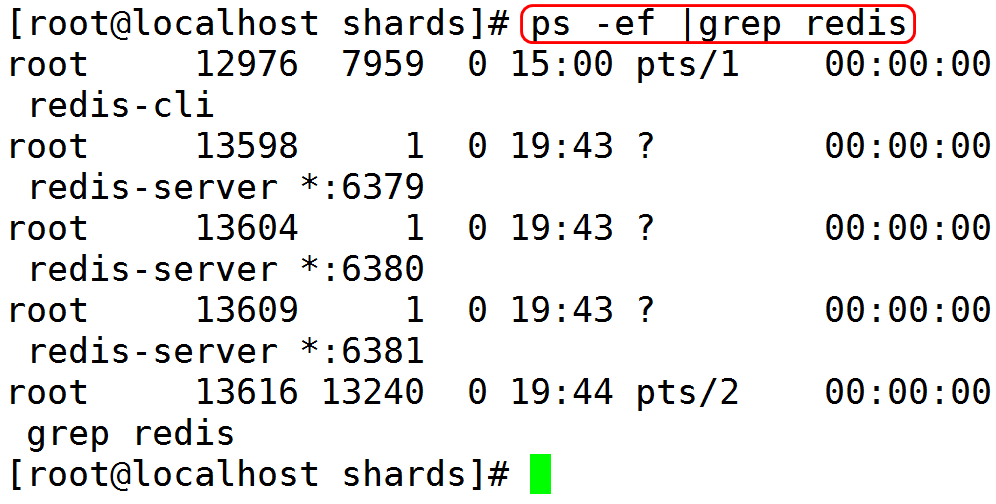 [root@localhost shards]# ps -ef |grep redis
root     12976  7959  0 15:00 pts/1    00:00:00
 redis-cli
root     13598     1  0 19:43 ?        00:00:00
 redis-server *:6379
root     13604     1  0 19:43 ?        00:00:00
 redis-server *:6380
root     13609     1  0 19:43 ?        00:00:00
 redis-server *:6381
root     13616 13240  0 19:44 pts/2    00:00:00
 grep redis
[root@localhost shards]#